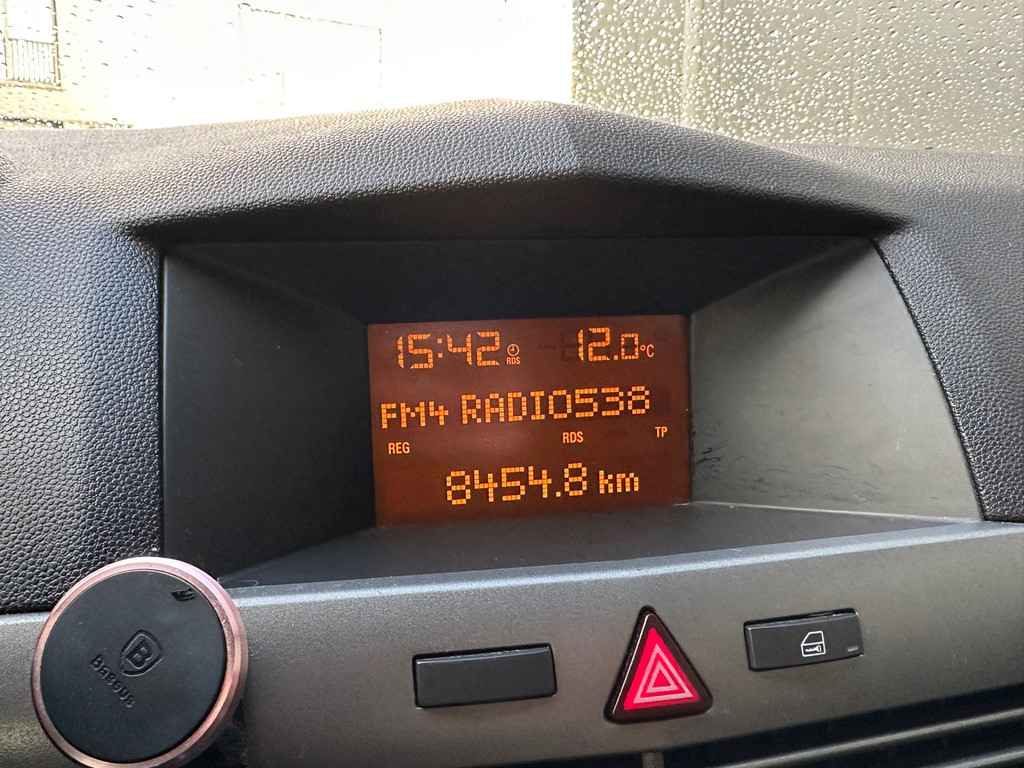 15:42 RDS 12.0°C
FM4 RADIO538
REG RDS TP
8454.8 km
B
Baseus